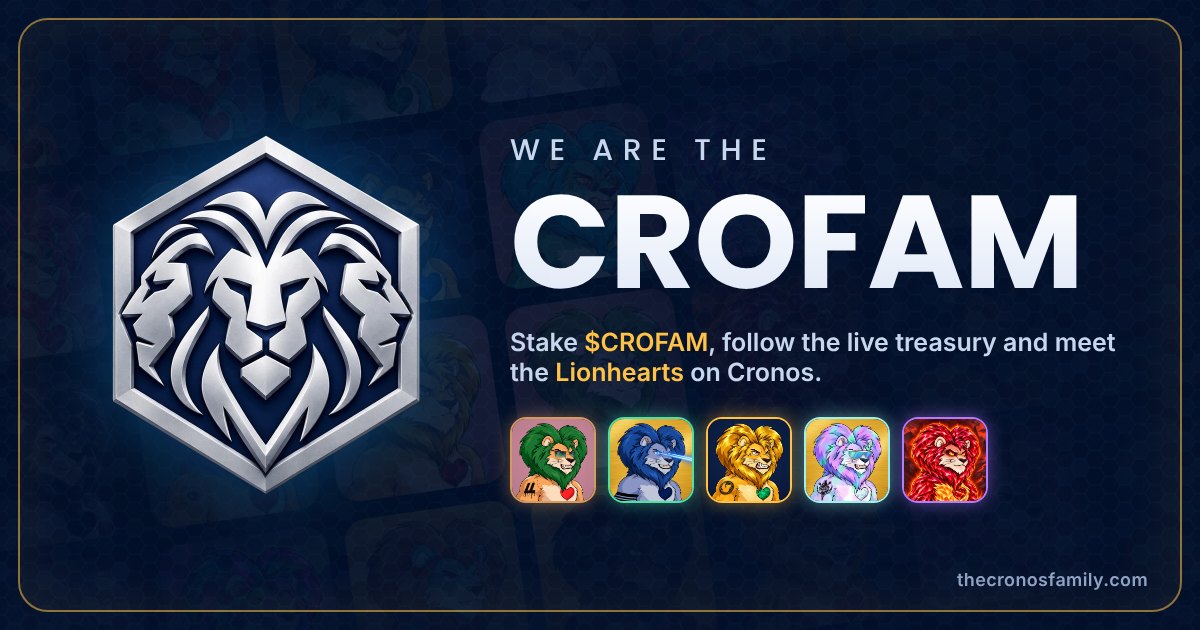 WE ARE THE
CROFAM
Stake $CROFAM, follow the live treasury and meet
the Lionhearts on Cronos.
thecronosfamily.com